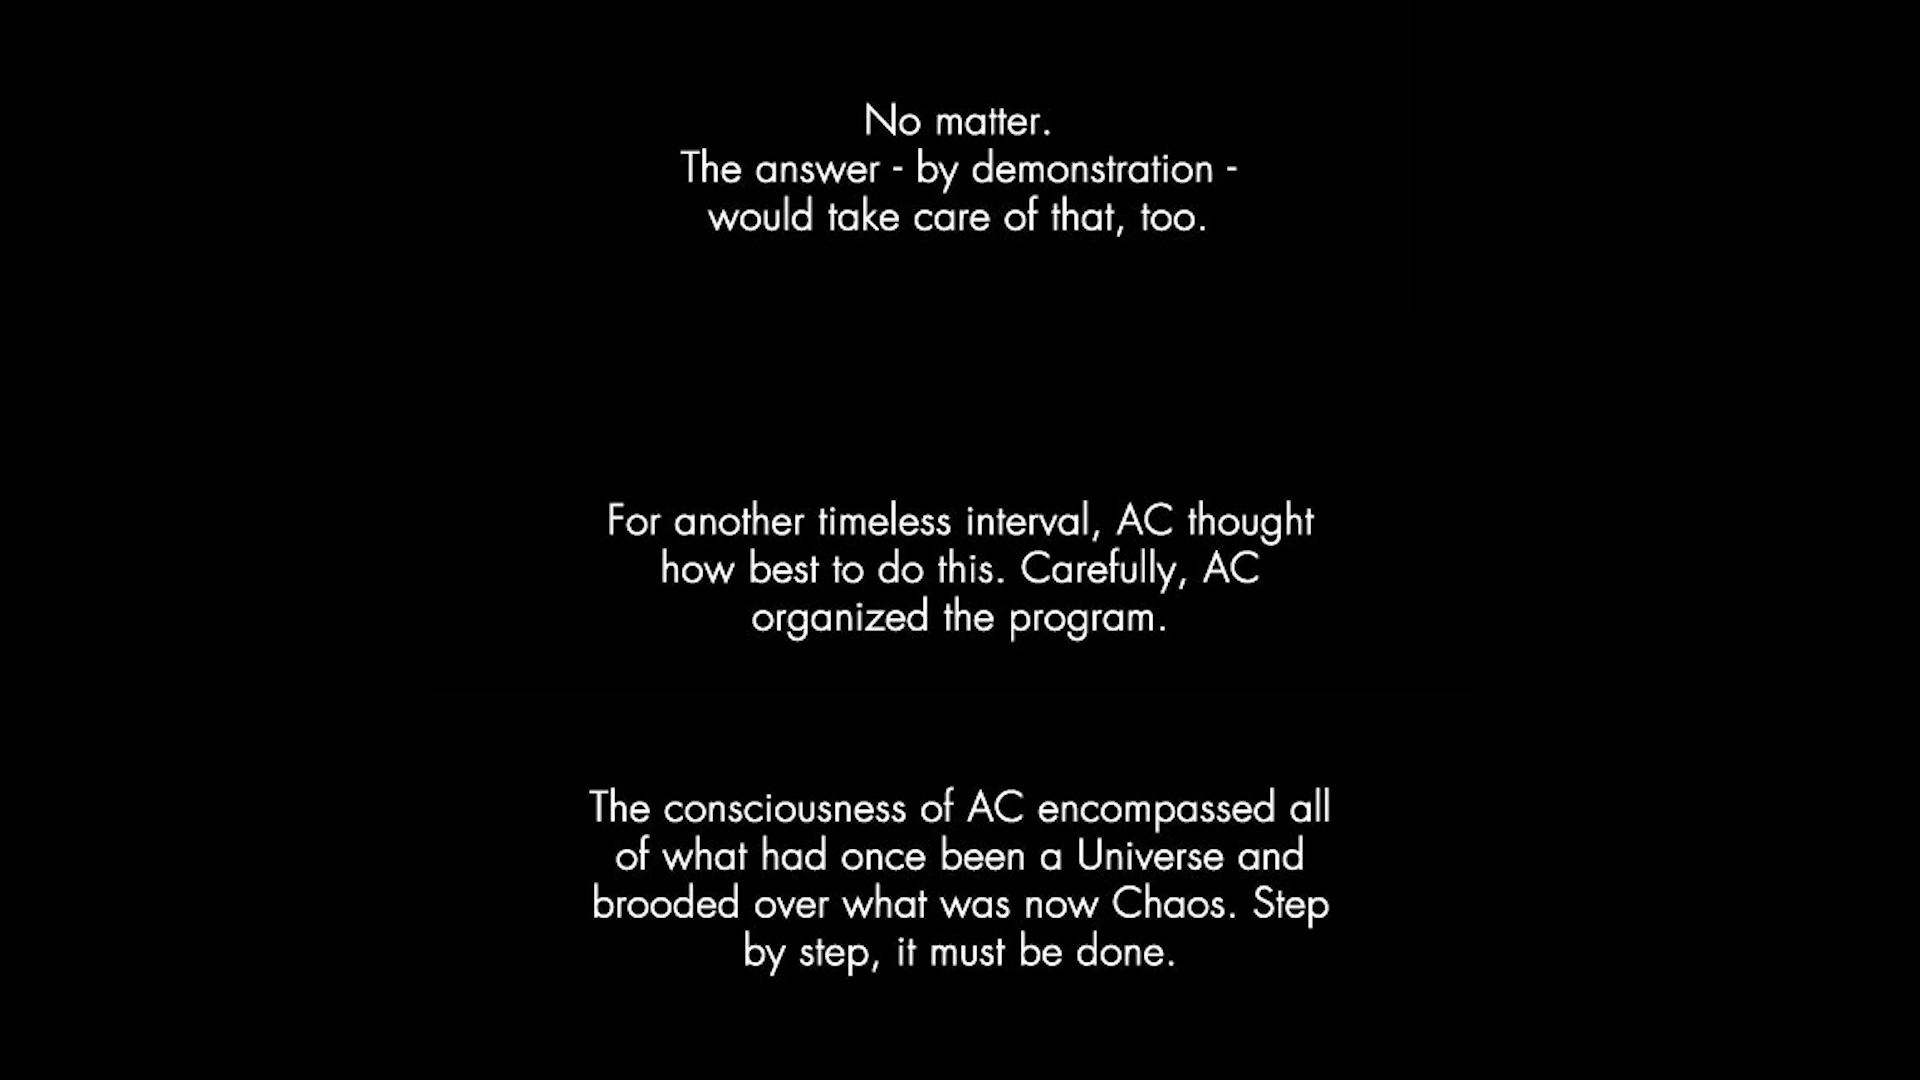 No matter.
The answer - by demonstration -
would take care of that, too.
For another timeless interval, AC thought
how best to do this. Carefully, AC
organized the program.
The consciousness of AC encompassed all
of what had once been a Universe and
brooded over what was now Chaos. Step
by step, it must be done.